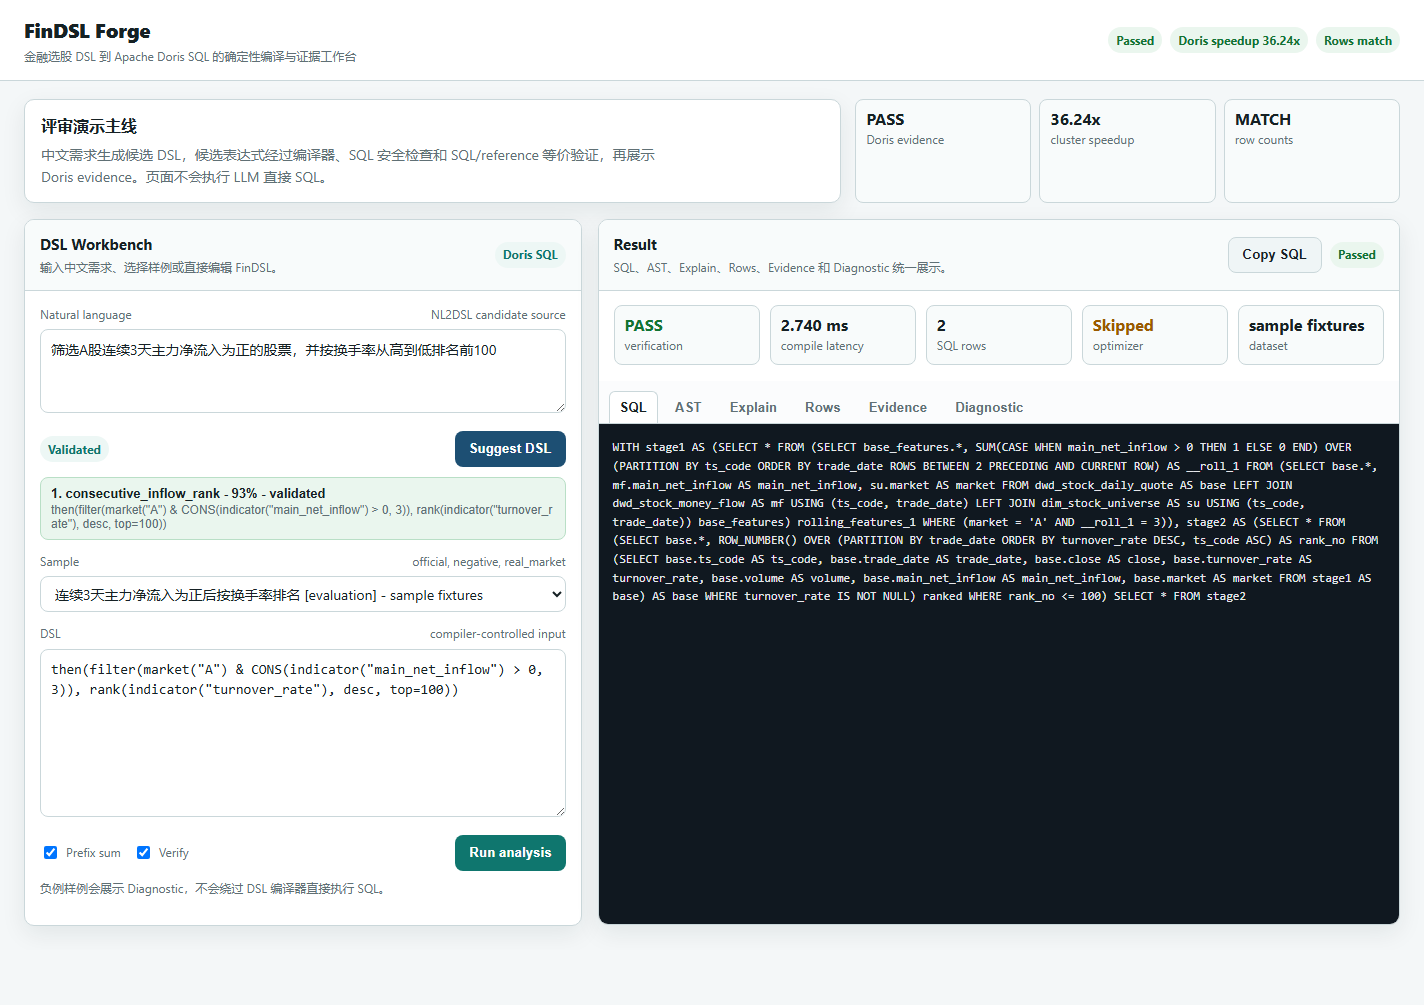 FinDSL Forge
金融选股 DSL 到 Apache Doris SQL 的确定性编译与证据工作台
Passed
Doris speedup 36.24x
Rows match
评审演示主线
中文需求生成候选 DSL，候选表达式经过编译器、SQL 安全检查和 SQL/reference 等价验证，再展示
Doris evidence。页面不会执行 LLM 直接 SQL。
PASS
Doris evidence
36.24x
cluster speedup
MATCH
row counts
DSL Workbench
输入中文需求、选择样例或直接编辑 FinDSL。
Doris SQL
Natural language
NL2DSL candidate source
筛选A股连续3天主力净流入为正的股票，并按换手率从高到低排名前100
Validated
Suggest DSL
1. consecutive_inflow_rank - 93% - validated
then(filter(market("A") & CONS(indicator("main_net_inflow") > 0, 3)), rank(indicator("turnover_r
ate"), desc, top=100))
Sample
official, negative, real_market
连续3天主力净流入为正后按换手率排名 [evaluation] - sample fixtures
DSL
compiler-controlled input
then(filter(market("A") & CONS(indicator("main_net_inflow") > 0,
3)), rank(indicator("turnover_rate"), desc, top=100))
Prefix sum
Verify
Run analysis
负例样例会展示 Diagnostic，不会绕过 DSL 编译器直接执行 SQL。
Result
SQL、AST、Explain、Rows、Evidence 和 Diagnostic 统一展示。
Copy SQL
Passed
PASS
verification
2.740 ms
compile latency
2
SQL rows
Skipped
optimizer
sample fixtures
dataset
SQL
AST
Explain
Rows
Evidence
Diagnostic
WITH stage1 AS (SELECT * FROM (SELECT base_features.*, SUM(CASE WHEN main_net_inflow > 0 THEN 1 ELSE 0 END) OVER
(PARTITION BY ts_code ORDER BY trade_date ROWS BETWEEN 2 PRECEDING AND CURRENT ROW) AS __roll_1 FROM (SELECT base.*,
mf.main_net_inflow AS main_net_inflow, su.market AS market FROM dwd_stock_daily_quote AS base LEFT JOIN
dwd_stock_money_flow AS mf USING (ts_code, trade_date) LEFT JOIN dim_stock_universe AS su USING (ts_code,
trade_date)) base_features) rolling_features_1 WHERE (market = 'A' AND __roll_1 = 3)), stage2 AS (SELECT * FROM
(SELECT base.*, ROW_NUMBER() OVER (PARTITION BY trade_date ORDER BY turnover_rate DESC, ts_code ASC) AS rank_no FROM
(SELECT base.ts_code AS ts_code, base.trade_date AS trade_date, base.close AS close, base.turnover_rate AS
turnover_rate, base.volume AS volume, base.main_net_inflow AS main_net_inflow, base.market AS market FROM stage1 AS
base) AS base WHERE turnover_rate IS NOT NULL) ranked WHERE rank_no <= 100) SELECT * FROM stage2